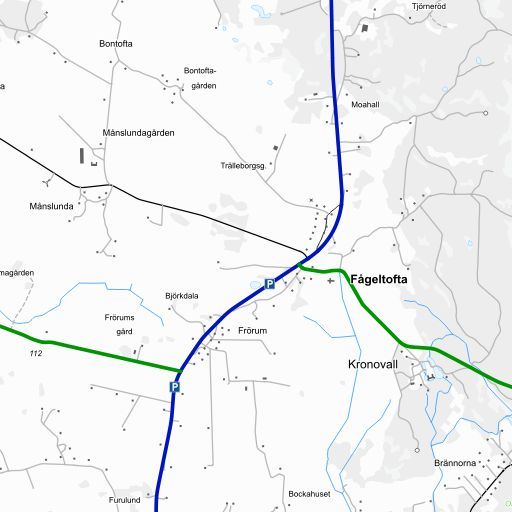 Tjörneröd
Bontofta
Bontofta-
gården
Moahall
Månslundagården
Trälleborgsg.
Månslunda
magården
Fågeltofta
Björkdala
Frörums
gård
Frörum
112
Kronovall
Brännorna
Bockahuset
Furulund
P
P